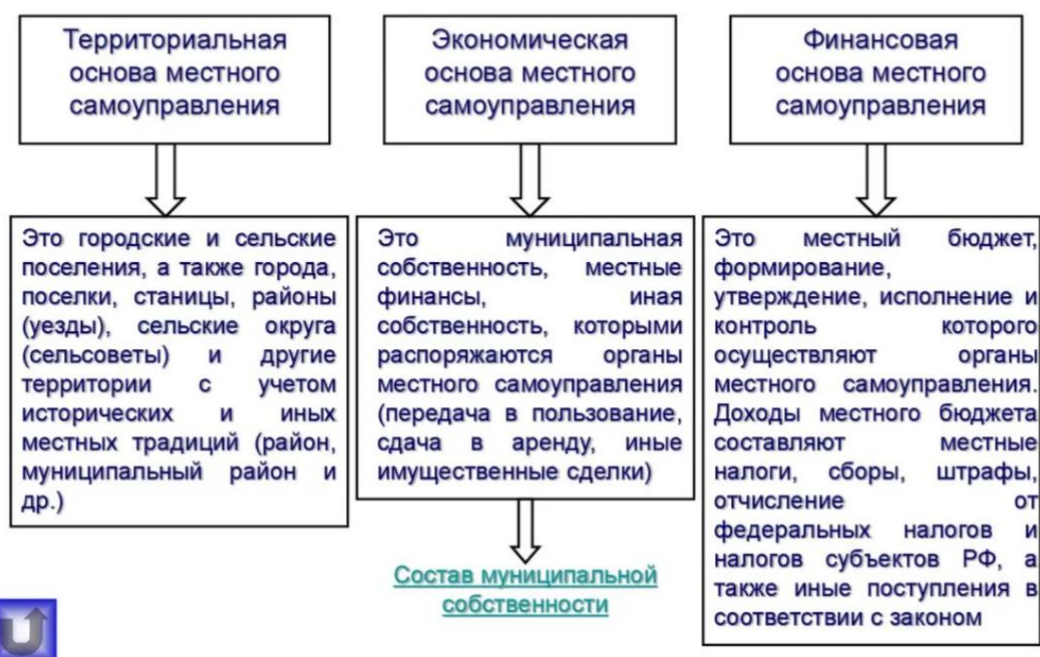 Территориальная
основа местного
самоуправления
Это городские и сельские
поселения, а также города,
поселки, станицы, районы
(уезды), сельские округа
(сельсоветы) и другие
территории с учетом
исторических и иных
местных традиций (район,
муниципальный район и
др.)
Экономическая
основа местного
самоуправления
Это муниципальная
собственность, местные
финансы, иная
собственность, которыми
распоряжаются органы
местного самоуправления
(передача в пользование,
сдача в аренду, иные
имущественные сделки)
Состав муниципальной
собственности
Финансовая
основа местного
самоуправления
Это местный бюджет,
формирование,
утверждение, исполнение и
контроль которого
осуществляют органы
местного самоуправления.
Доходы местного бюджета
составляют местные
налоги, сборы, штрафы,
отчисление от
федеральных налогов и
налогов субъектов РФ, а
также иные поступления в
соответствии с законом